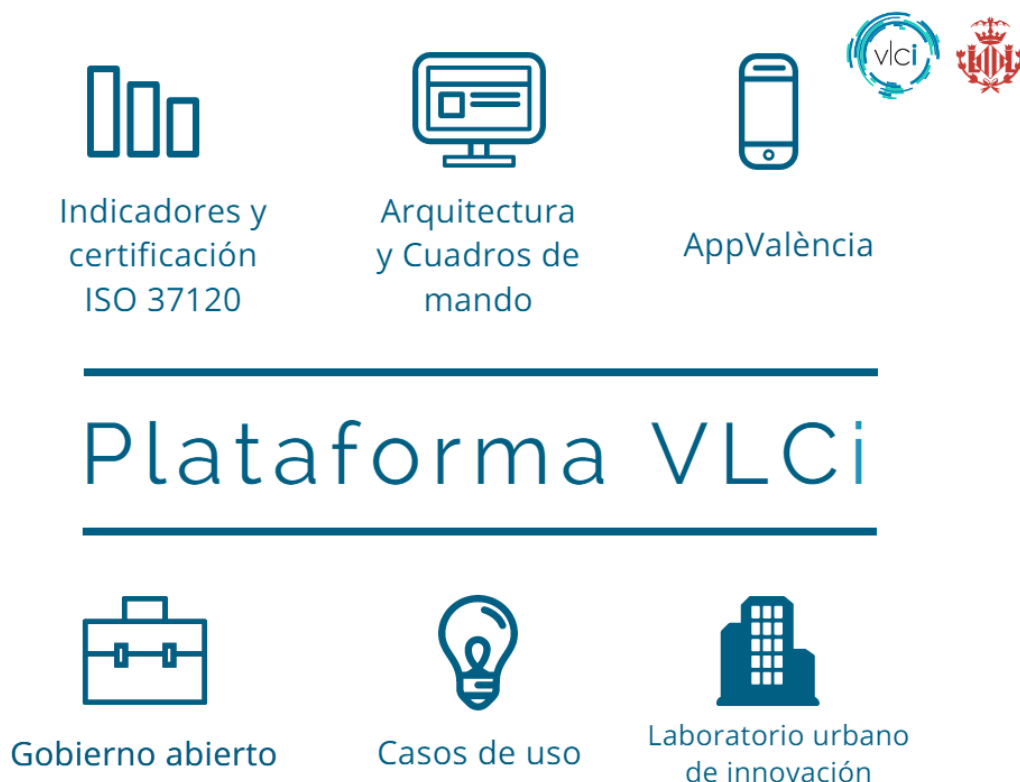 vlci
Indicadores y
certificación
ISO 37120
Arquitectura
y Cuadros de
mando
AppValència
Plataforma VLCi
Gobierno abierto
Casos de uso
Laboratorio urbano
de innovación